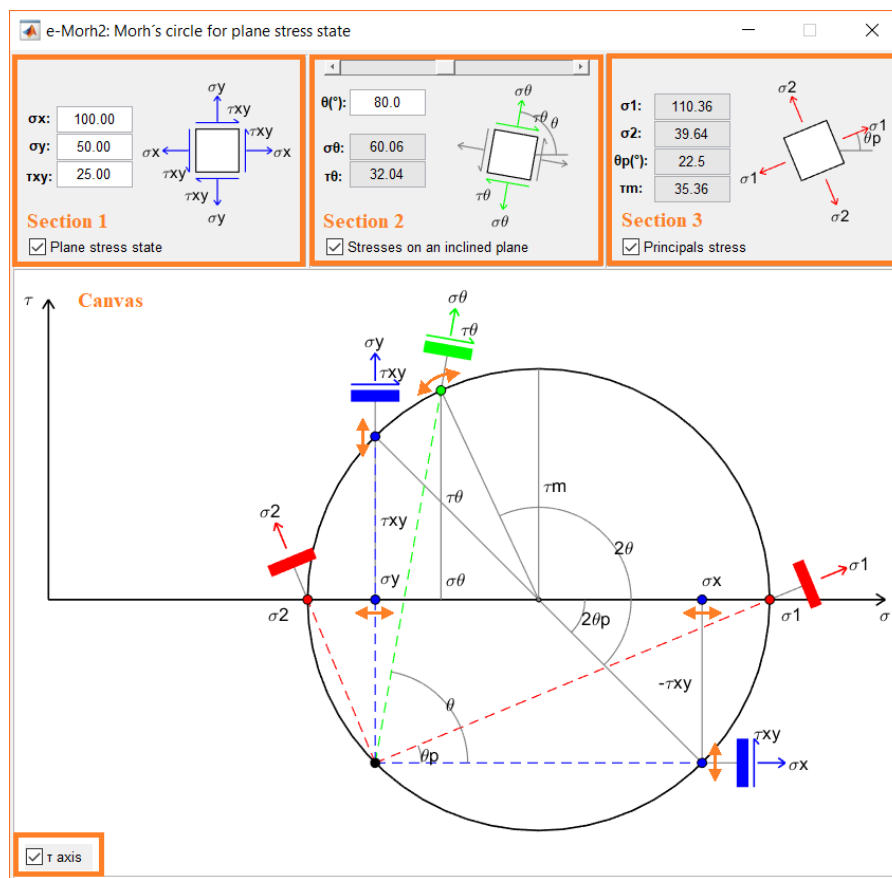 e-Morh2: Morh´s circle for plane stress state
σx: 100.00
σy: 50.00
τxy: 25.00
σy
τxy
τxy
σx
σx
τxy
τxy
σy
Section 1
Plane stress state
θ(°): 80.0
σθ: 60.06
τθ: 32.04
σθ
τθ
θ
τθ
σθ
Section 2
Stresses on an inclined plane
σ1: 110.36
σ2: 39.64
θp(°): 22.5
τm: 35.36
σ2
σ1
θp
σ1
σ2
Section 3
Principals stress
τ
Canvas
σθ
τθ
σy
τxy
τm
τθ
σ2
τxy
2θ
σ1
σy
σθ
σx
σ2
2θp
σ1
σ
-τxy
θ
τxy
θp
σx
τ axis